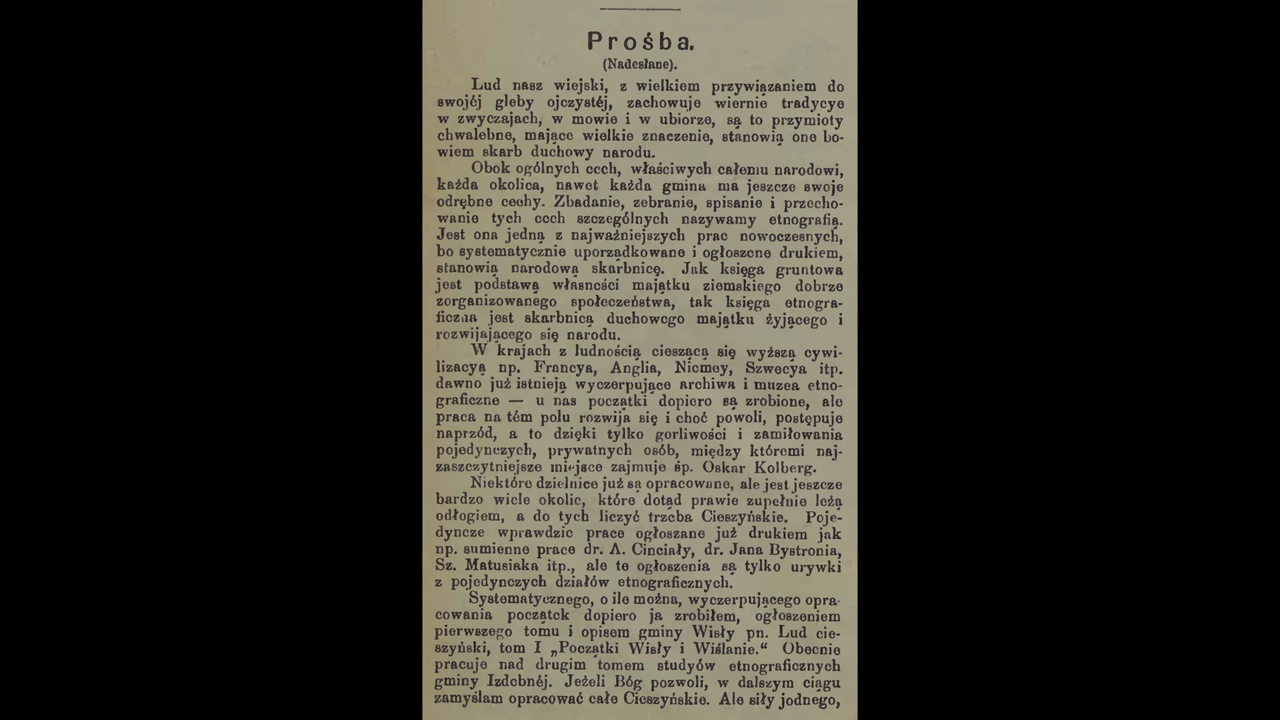 Prośba.
(Nadesłane).
Lud nasz wiejski, z wielkiem przywiązaniem do
swojéj gleby ojczystéj, zachowuje wiernie tradycye
w zwyczajach, w mowie i w ubiorze, są to przymioty
chwalebne, mające wielkie znaczenie, stanowią one bo-
wiem skarb duchowy narodu.
Obok ogólnych cech, właściwych całemu narodowi,
każda okolica, nawet każda gmina ma jeszcze swoje
odrębne cechy. Zbadanie, zebranie, spisanie i przecho-
wanie tych cech szczególnych nazywamy etnografią.
Jest ona jedną z najważniejszych prac nowoczesnych,
bo systematycznie uporządkowane i ogłoszone drukiem,
stanowią narodową skarbnicę. Jak księga gruntowa
jest podstawą własności majątku ziemskiego dobrze
zorganizowanego społeczeństwa, tak księga etnogra-
ficzna jest skarbnicą duchowego majątku żyjącego i
rozwijającego się narodu.
W krajach z ludnością cieszącą się wyższą cywi-
lizacyą np. Francya, Anglia, Niemcy, Szwecya itp.
dawno już istnieją wyczerpujące archiwa i muzea etno-
graficzne — u nas początki dopiero są zrobione, ale
praca na tém polu rozwija się i choć powoli, postępuje
naprzód, a to dzięki tylko gorliwości i zamiłowania
pojedynczych, prywatnych osób, między któremi naj-
zaszczytniejsze miejsce zajmuje śp. Oskar Kolberg.
Niektóre dzielnice już są opracowane, ale jest jeszcze
bardzo wiele okolic, które dotąd prawie zupełnie leżą
odłogiem, a do tych liczyć trzeba Cieszyńskie. Poje-
dyncze wprawdzie prace ogłoszane już drukiem jak
np. sumienne prace dr. A. Cinciały, dr. Jana Bystronia,
Sz. Matusiaka itp., ale te ogłoszenia są tylko urywki
z pojedynczych działów etnograficznych.
Systematycznego, o ile można, wyczerpującego opra-
cowania początek dopiero ja zrobiłem, ogłoszeniem
pierwszego tomu i opisem gminy Wisły pn. Lud cie-
szyński, tom I „Początki Wisły i Wiślanie.“ Obecnie
pracuje nad drugim tomem studyów etnograficznych
gminy Izdebnéj. Jeżeli Bóg pozwoli, w dalszym ciągu
zamyślam opracować całe Cieszyńskie. Ale siły jednego,